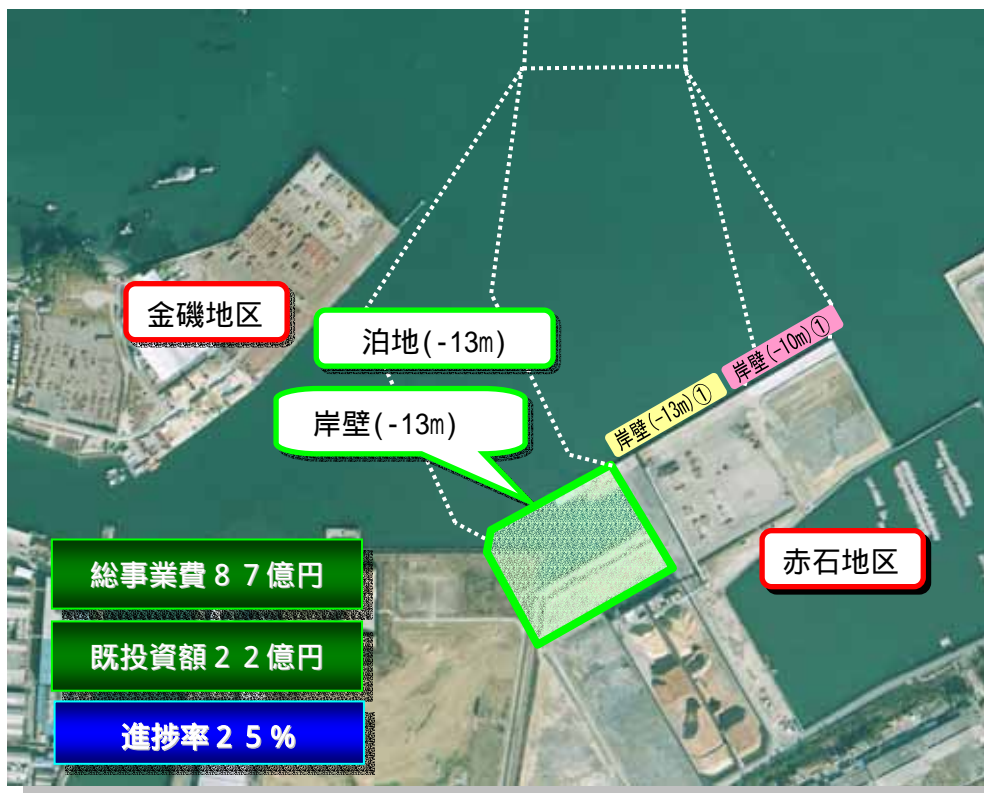 金磯地区
泊地(-13m)
岸壁(-10m)①
岸壁(-13m)①
岸壁(-13m)
赤石地区
総事業費８７億円
既投資額２２億円
進捗率２５%